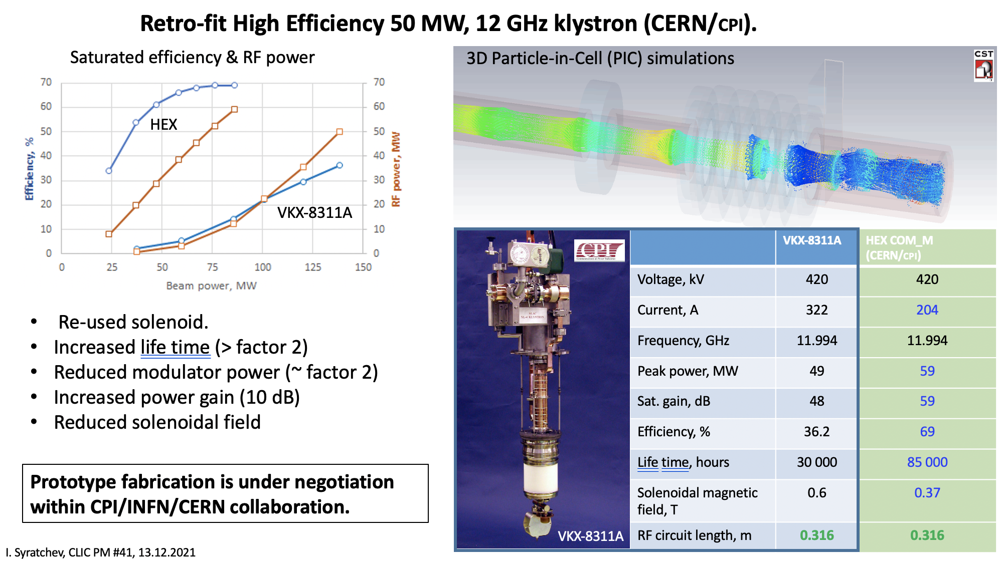 Retro-fit High Efficiency 50 MW, 12 GHz klystron (CERN/CPI).
Saturated efficiency & RF power
70
60
50
40
30
20
10
0
Efficiency, %
70
60
50
40
30
20
10
0
RF power, MW
HEX
VKX-8311A
0 25 50 75 100 125 150
Beam power, MW
• Re-used solenoid.
• Increased life time (> factor 2)
• Reduced modulator power (~ factor 2)
• Increased power gain (10 dB)
• Reduced solenoidal field
Prototype fabrication is under negotiation
within CPI/INFN/CERN collaboration.
I. Syratchev, CLIC PM #41, 13.12.2021
3D Particle-in-Cell (PIC) simulations
CST
CPI
Communications & Power Industries
SLAC
XL-4 KLYSTRON
VKX-8311A
VKX-8311A HEX COM_M
(CERN/CPI)
Voltage, kV 420 420
Current, A 322 204
Frequency, GHz 11.994 11.994
Peak power, MW 49 59
Sat. gain, dB 48 59
Efficiency, % 36.2 69
Life time, hours 30 000 85 000
Solenoidal magnetic 0.6 0.37
field, T
RF circuit length, m 0.316 0.316